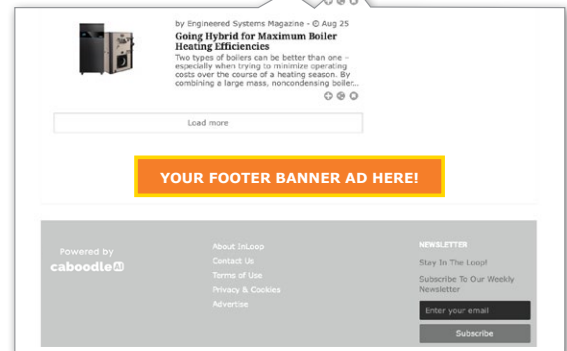 by Engineered Systems Magazine - © Aug 25
Going Hybrid for Maximum Boiler
Heating Efficiencies
Two types of boilers can be better than one –
especially when trying to minimize operating
costs over the course of a heating season. By
combining a large mass, noncondensing boiler...
Load more
YOUR FOOTER BANNER AD HERE!
Powered by
caboodle AI
About InLoop
Contact Us
Terms of Use
Privacy & Cookies
Advertise
NEWSLETTER
Stay In The Loop!
Subscribe To Our Weekly
Newsletter
Enter your email
Subscribe